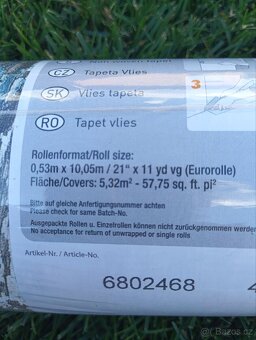 CZ Tapeta Vlies
3
SK Vlies tapeta
RO Tapet vlies
Rollenformat/Roll size:
0,53m x 10,05m / 21" x 11 yd vg (Eurorolle)
Fläche/Covers: 5,32m² - 57,75 sq. ft. pi²
Bitte auf gleiche Anfertigungsnummer achten
Please check for same Batch-No.
Ausgepackte Rollen u. Einzelrollen können nicht zurückgenommen werden
No acceptance for return of unwrapped or single rolls
Artikel-Nr. / Article-No.
6802468